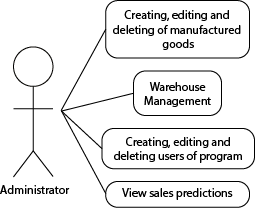 Creating, editing and
deleting of manufactured
goods
Warehouse
Management
Creating, editing and
deleting users of program
Administrator
View sales predictions